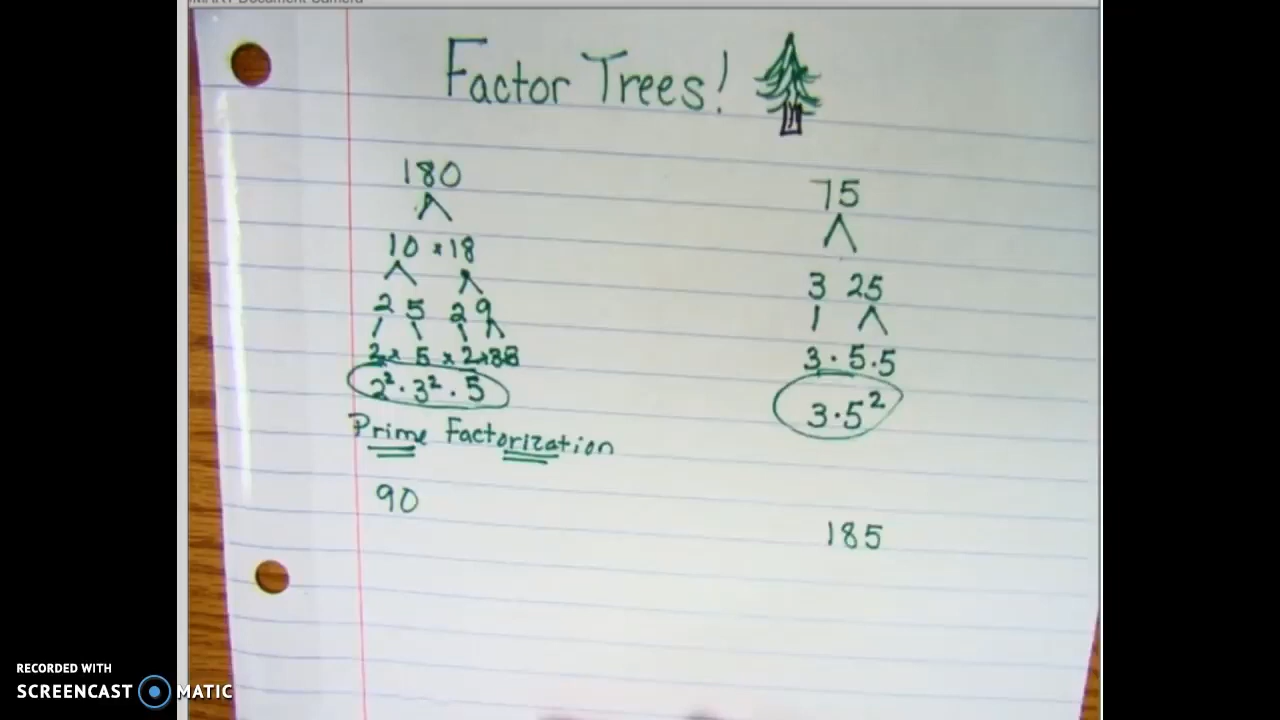 Factor Trees!
180
10 × 18
2 5 2 9
2 × 5 × 2 × 3 3
2² · 3² · 5
Prime Factorization
90
75
3 25
3 · 5 · 5
3 · 5²
185
RECORDED WITH
SCREENCAST MATIC